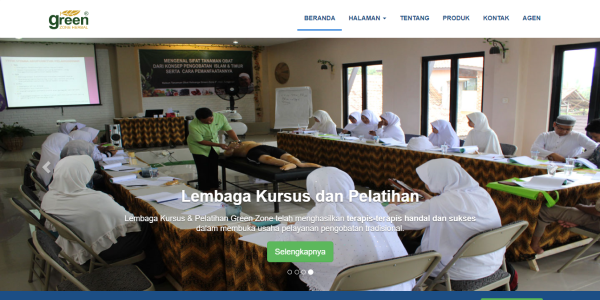 green®
ZONE HERBAL
BERANDA
HALAMAN
TENTANG
PRODUK
KONTAK
AGEN
MENGENAL SIFAT TANAMAN OBAT
DARI KONSEP PENGOBATAN ISLAM & TIMUR
SERTA CARA PEMANFAATANNYA
Lembaga Kursus dan Pelatihan
Lembaga Kursus & Pelatihan Green Zone telah menghasilkan terapis-terapis handal dan sukses
dalam membuka usaha pelayanan pengobatan tradisional.
Selengkapnya